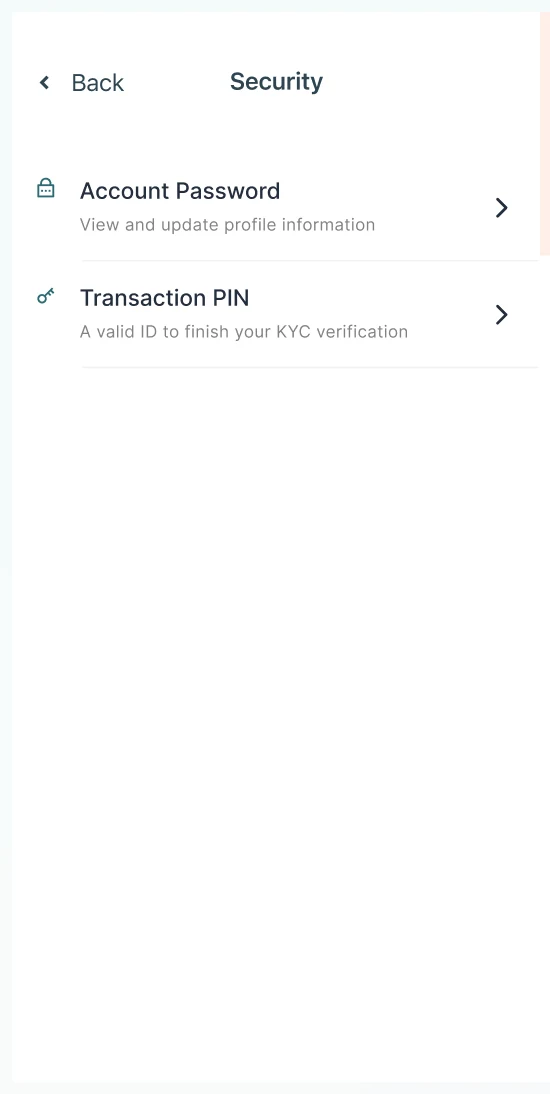 Back
Security
Account Password
View and update profile information
Transaction PIN
A valid ID to finish your KYC verification